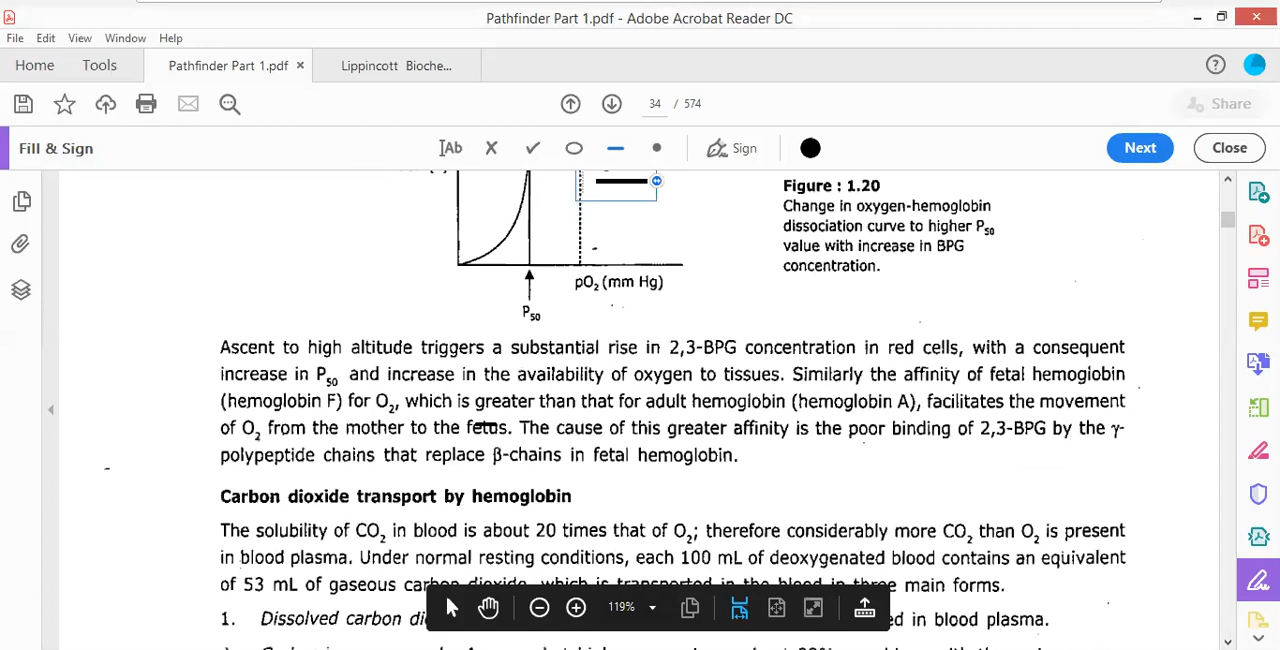 Pathfinder Part 1.pdf - Adobe Acrobat Reader DC
File Edit View Window Help
Home Tools Pathfinder Part 1.pdf × Lippincott Bioche...
34 / 574
Share
Fill & Sign
Ab
Sign
Next
Close
Figure : 1.20
Change in oxygen-hemoglobin
dissociation curve to higher P50
value with increase in BPG
concentration.
pO2 (mm Hg)
P50
Ascent to high altitude triggers a substantial rise in 2,3-BPG concentration in red cells, with a consequent
increase in P50 and increase in the availability of oxygen to tissues. Similarly the affinity of fetal hemoglobin
(hemoglobin F) for O2, which is greater than that for adult hemoglobin (hemoglobin A), facilitates the movement
of O2 from the mother to the fetus. The cause of this greater affinity is the poor binding of 2,3-BPG by the γ-
polypeptide chains that replace β-chains in fetal hemoglobin.
Carbon dioxide transport by hemoglobin
The solubility of CO2 in blood is about 20 times that of O2; therefore considerably more CO2 than O2 is present
in blood plasma. Under normal resting conditions, each 100 mL of deoxygenated blood contains an equivalent
of 53 mL of gaseous carbon dioxide, which is transported in the blood in three main forms.
1. Dissolved carbon di
ed in blood plasma.
119%